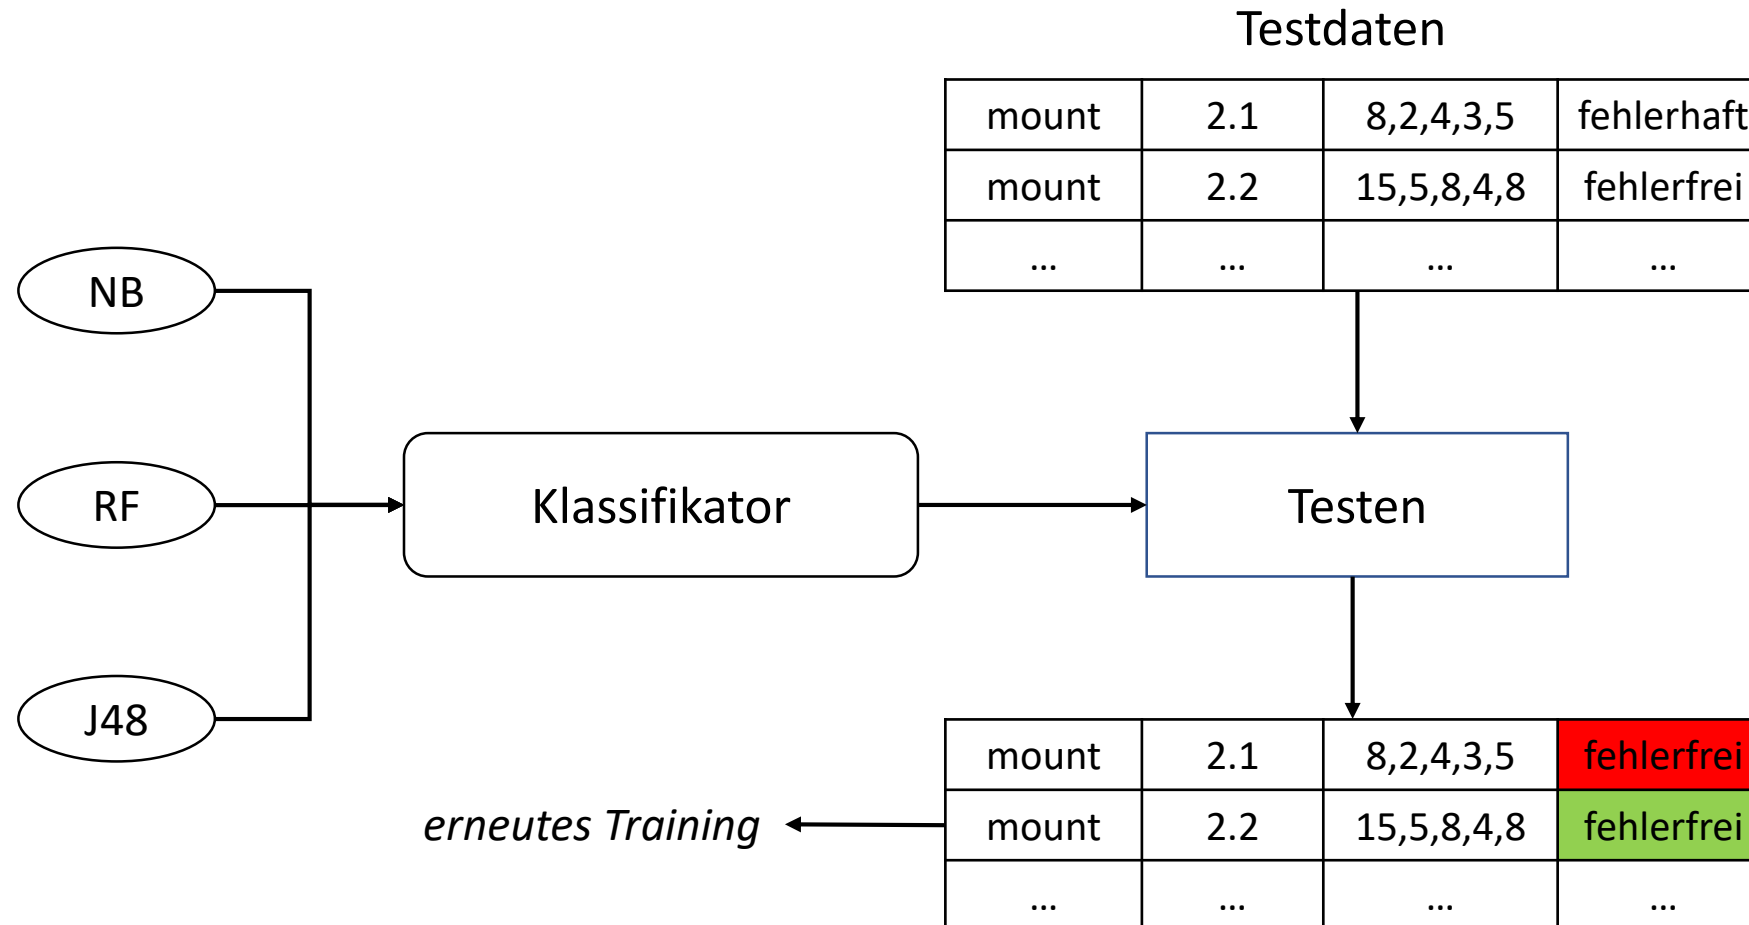 Testdaten
mount 2.1 8,2,4,3,5 fehlerhaft
mount 2.2 15,5,8,4,8 fehlerfrei
... ... ... ...
NB
RF
J48
Klassifikator
Testen
mount 2.1 8,2,4,3,5 fehlerfrei
erneutes Training
mount 2.2 15,5,8,4,8 fehlerfrei
... ... ... ...